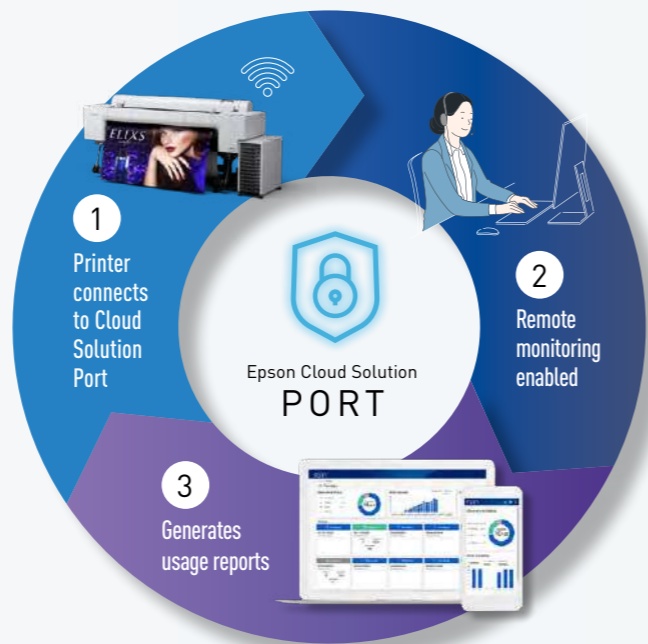 ELIXS
1
Printer
connects
to Cloud
Solution
Port
2
Remote
monitoring
enabled
Epson Cloud Solution
PORT
3
Generates
usage reports